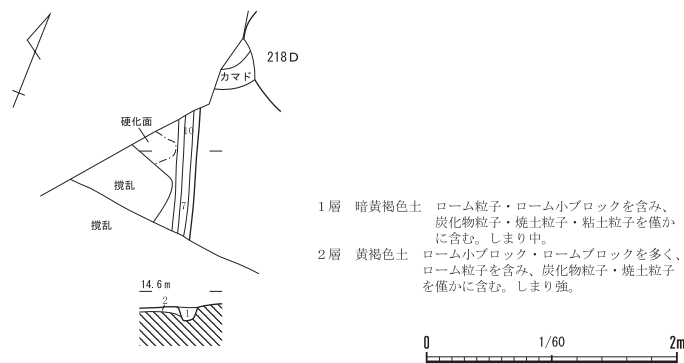 218D
カマド
硬化面
10
撹乱
7
撹乱
14.6m
2
1
1層 暗黄褐色土 ローム粒子・ローム小ブロックを含み、
炭化物粒子・焼土粒子・粘土粒子を僅か
に含む。しまり中。
2層 黄褐色土 ローム小ブロック・ロームブロックを多く、
ローム粒子を含み、炭化物粒子・焼土粒子
を僅かに含む。しまり強。
0 1/60 2m